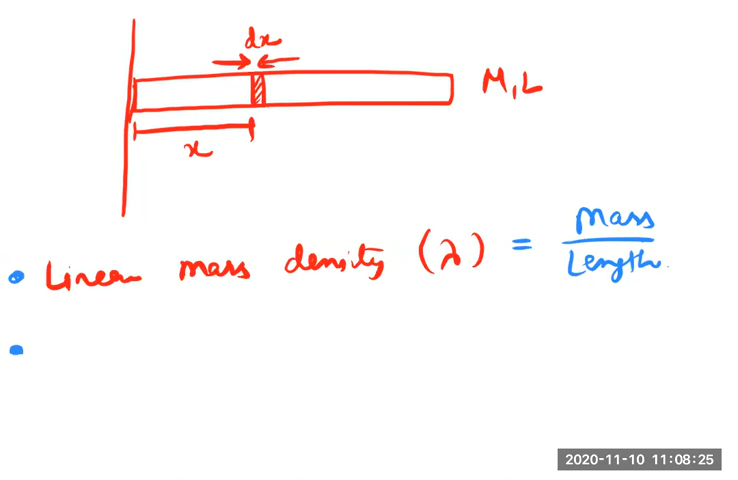 dx
M, L
x
• Linear mass density (λ) = Mass / Length.
•
2020-11-10 11:08:25